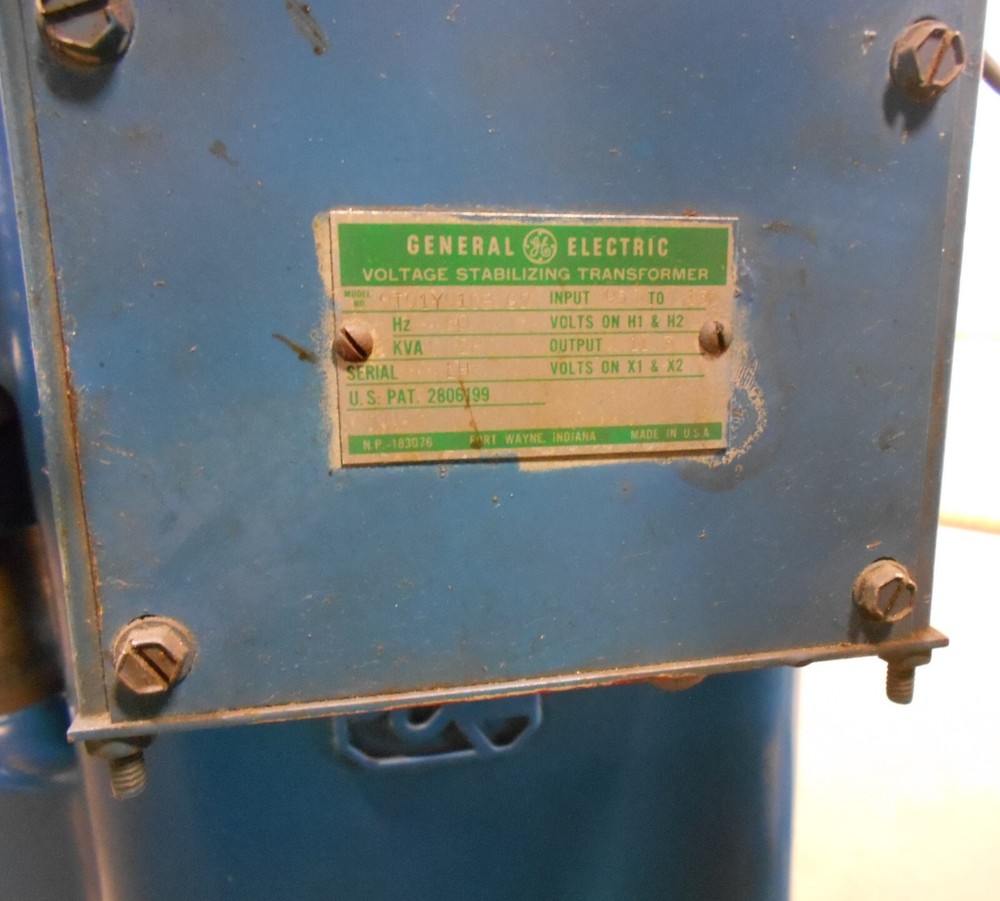 GENERAL GE ELECTRIC
VOLTAGE STABILIZING TRANSFORMER
MODEL NO. INPUT TO
Hz VOLTS ON H1 & H2
KVA OUTPUT
SERIAL VOLTS ON X1 & X2
U.S. PAT. 2806199
N.P.-183076 FORT WAYNE, INDIANA MADE IN U.S.A